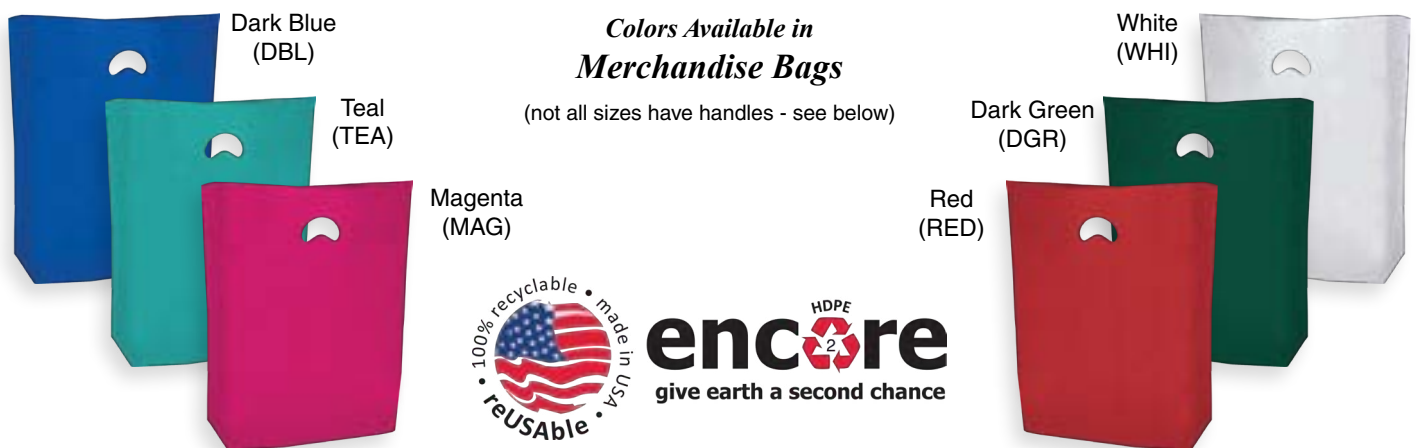 Dark Blue
(DBL)
Teal
(TEA)
Magenta
(MAG)
Colors Available in
Merchandise Bags
(not all sizes have handles - see below)
White
(WHI)
Dark Green
(DGR)
Red
(RED)
• 100% recyclable • made in USA • reUSAble
HDPE
2
encore
give earth a second chance